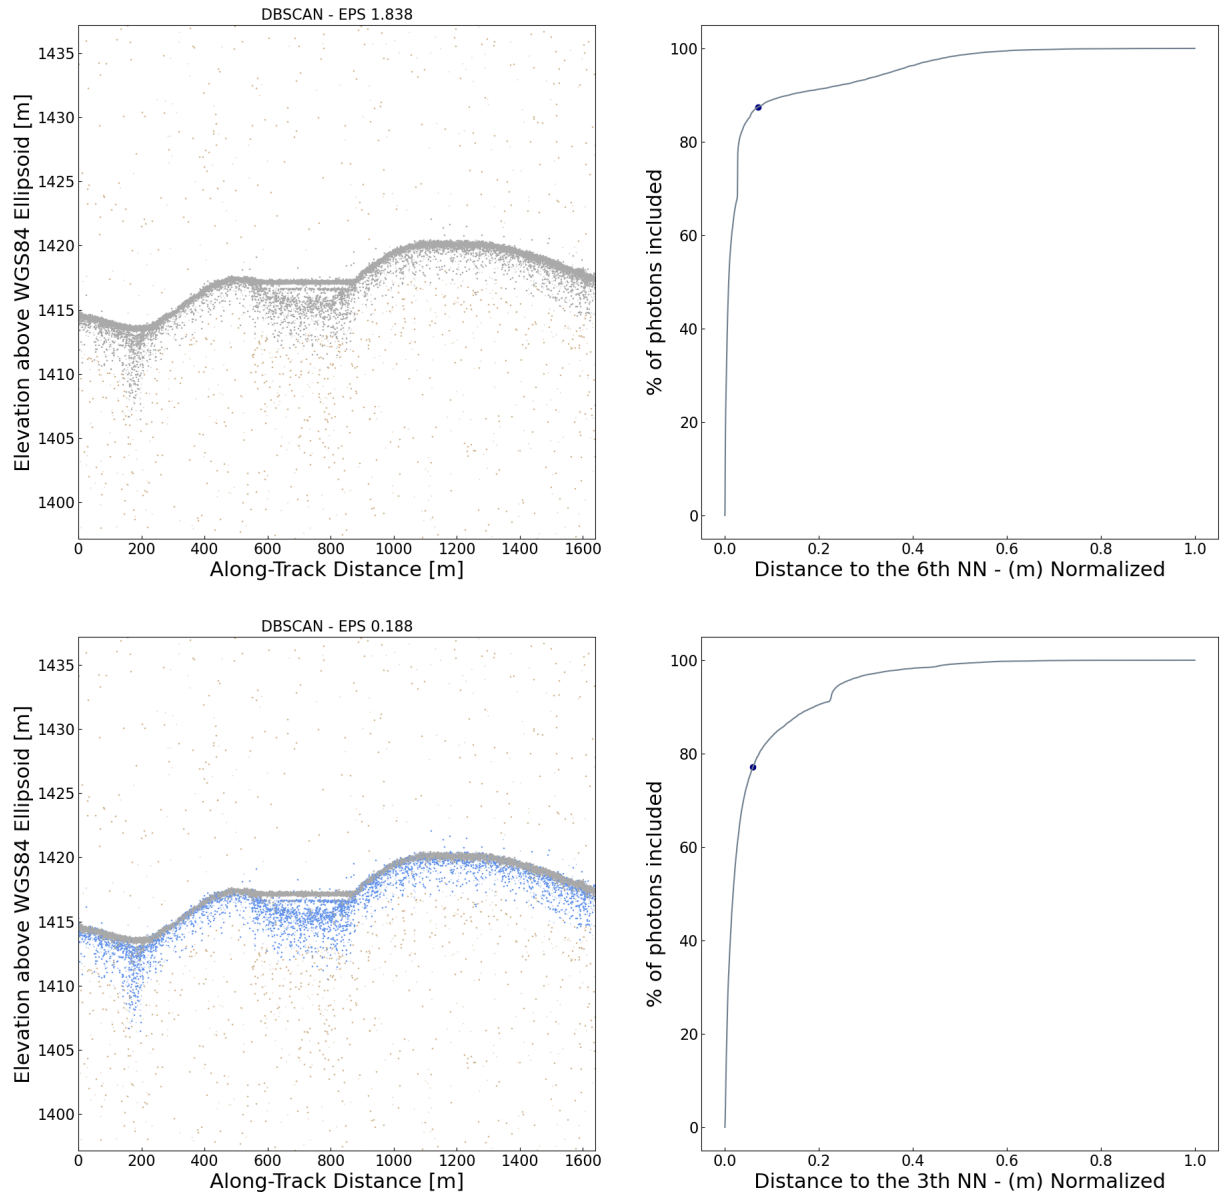 DBSCAN - EPS 1.838
Elevation above WGS84 Ellipsoid [m]
1435
1430
1425
1420
1415
1410
1405
1400
0 200 400 600 800 1000 1200 1400 1600
Along-Track Distance [m]
% of photons included
100
80
60
40
20
0
0.0 0.2 0.4 0.6 0.8 1.0
Distance to the 6th NN - (m) Normalized
DBSCAN - EPS 0.188
Elevation above WGS84 Ellipsoid [m]
1435
1430
1425
1420
1415
1410
1405
1400
0 200 400 600 800 1000 1200 1400 1600
Along-Track Distance [m]
% of photons included
100
80
60
40
20
0
0.0 0.2 0.4 0.6 0.8 1.0
Distance to the 3th NN - (m) Normalized